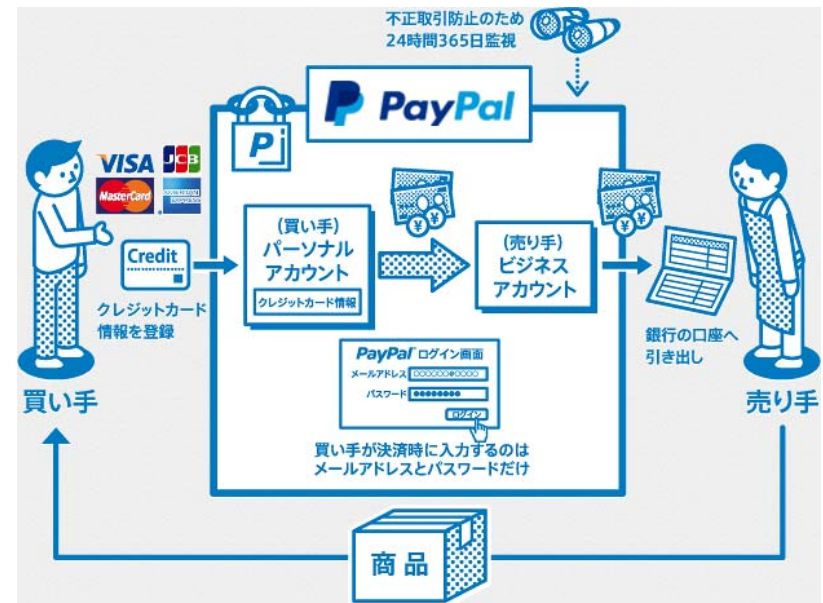 不正取引防止のため
24時間365日監視
PayPal
P
VISA
JCB
MasterCard
AMERICAN EXPRESS
Credit
クレジットカード
情報を登録
買い手
(買い手)
パーソナル
アカウント
クレジットカード情報
(売り手)
ビジネス
アカウント
銀行の口座へ
引き出し
売り手
PayPal ログイン画面
メールアドレス ○○○○○○@○○○○
パスワード ●●●●●●●●
ログイン
買い手が決済時に入力するのは
メールアドレスとパスワードだけ
商品